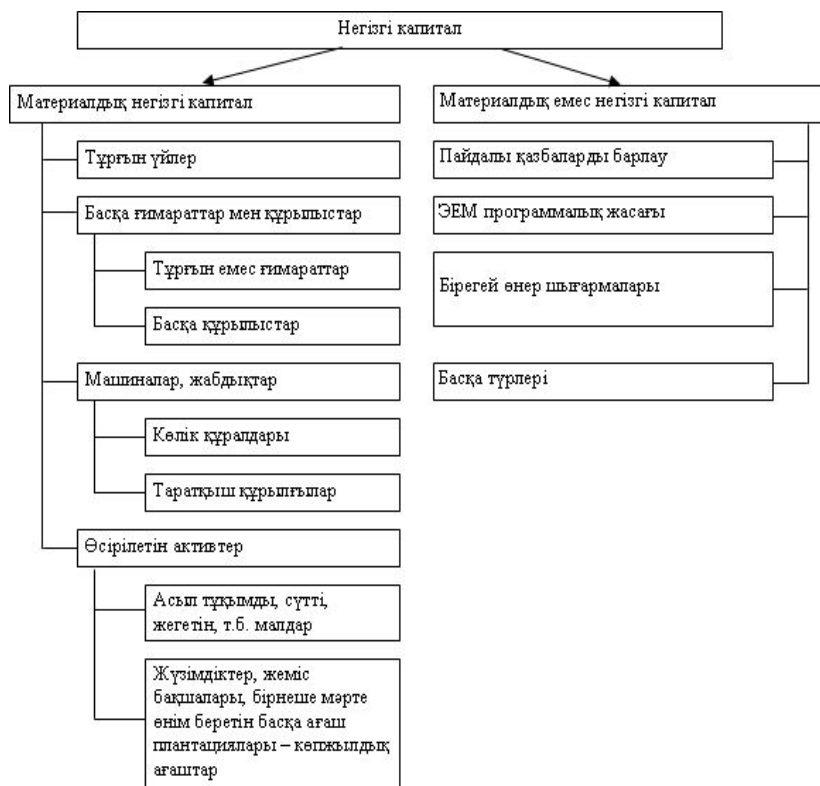 Негізгі капитал
Материалдық негізгі капитал
Тұрғын үйлер
Басқа ғимараттар мен құрылыстар
Тұрғын емес ғимараттар
Басқа құрылыстар
Машиналар, жабдықтар
Көлік құралдары
Таратқыш құрылғылар
Өсірілетін активтер
Асыл тұқымды, сүтті,
жегетін, т.б. малдар
Жүзімдіктер, жеміс
бақшалары, бірнеше мәрте
өнім беретін басқа ағаш
плантациялары – көпжылдық
ағаштар
Материалдық емес негізгі капитал
Пайдалы қазбаларды барлау
ЭЕМ программалық жасағы
Бірегей өнер шығармалары
Басқа түрлері